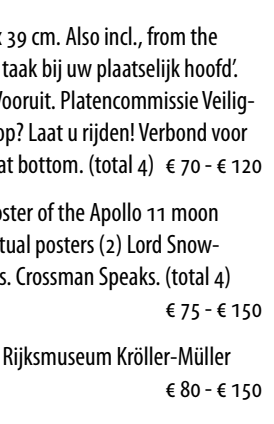 x 39 cm. Also incl., from the
taak bij uw plaatselijk hoofd’.
Vooruit. Platencommissie Veilig-
op? Laat u rijden! Verbond voor
at bottom. (total 4) € 70 - € 120
oster of the Apollo 11 moon
tual posters (2) Lord Snow-
s. Crossman Speaks. (total 4)
€ 75 - € 150
Rijksmuseum Kröller-Müller
€ 80 - € 150